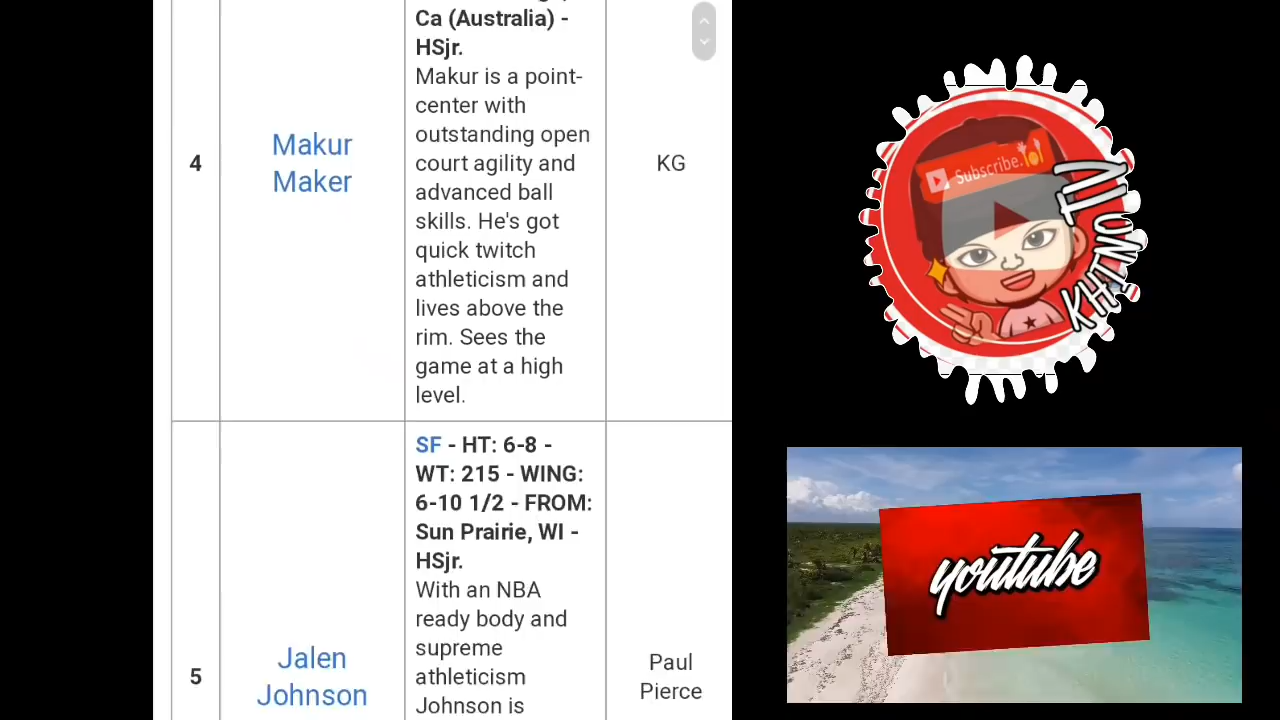 Ca (Australia) -
HSjr.
Makur is a point-
center with
outstanding open
court agility and
advanced ball
skills. He's got
quick twitch
athleticism and
lives above the
rim. Sees the
game at a high
level.
4
Makur
Maker
KG
SF - HT: 6-8 -
WT: 215 - WING:
6-10 1/2 - FROM:
Sun Prairie, WI -
HSjr.
With an NBA
ready body and
supreme
athleticism
Johnson is
5
Jalen
Johnson
Paul
Pierce
Subscribe.
KHTNOTI
youtube